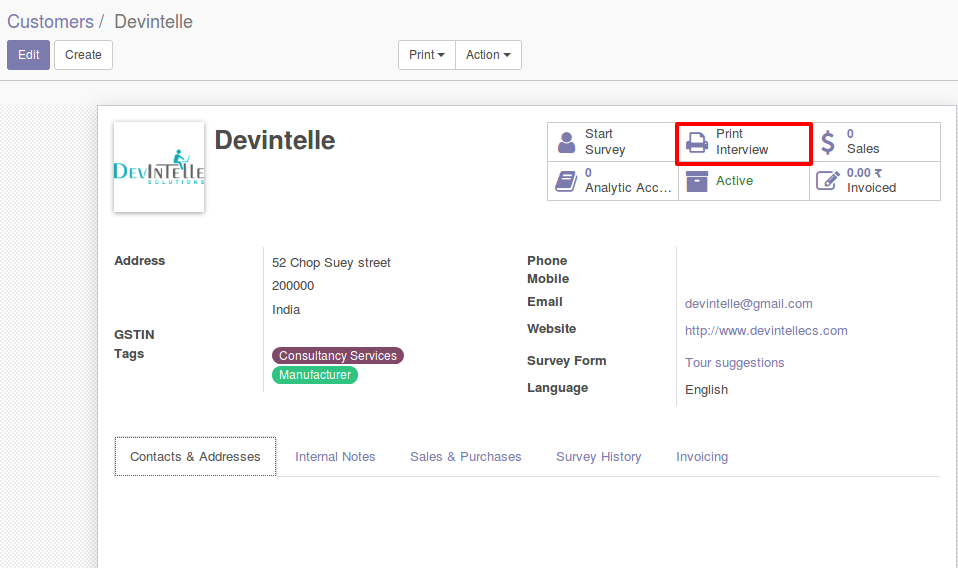 Customers / Devintelle
Edit
Create
Print
Action
DevIntelle
SOLUTIONS
Devintelle
Start
Survey
Print
Interview
0
Sales
0
Analytic Acc...
Active
0.00 ₹
Invoiced
Address
52 Chop Suey street
200000
India
GSTIN
Tags
Consultancy Services
Manufacturer
Phone
Mobile
Email
devintelle@gmail.com
Website
http://www.devintellecs.com
Survey Form
Tour suggestions
Language
English
Contacts & Addresses
Internal Notes
Sales & Purchases
Survey History
Invoicing